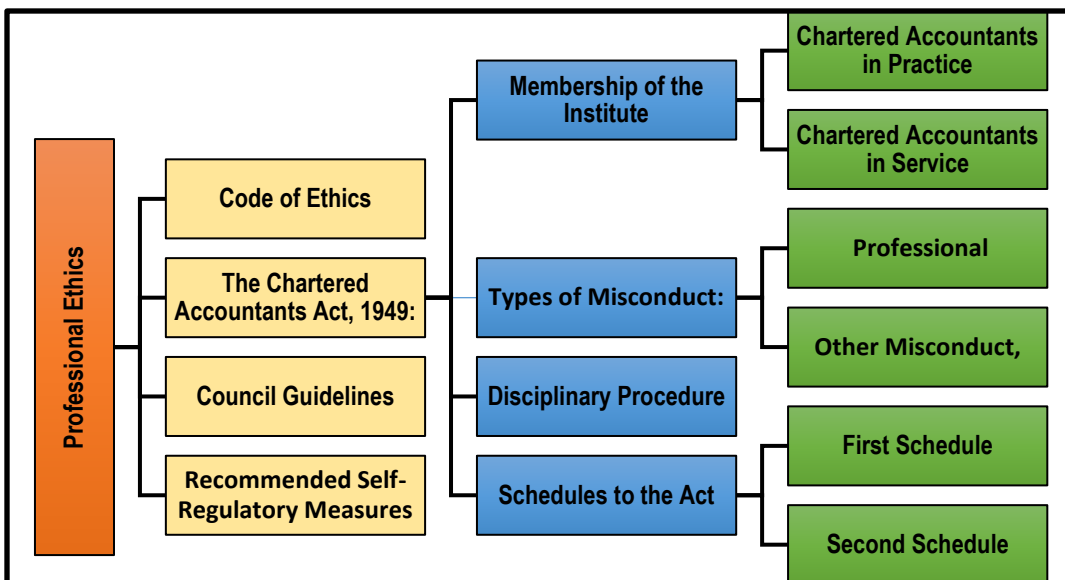 Professional Ethics
Code of Ethics
The Chartered
Accountants Act, 1949:
Council Guidelines
Recommended Self-
Regulatory Measures
Membership of the
Institute
Types of Misconduct:
Disciplinary Procedure
Schedules to the Act
Chartered Accountants
in Practice
Chartered Accountants
in Service
Professional
Other Misconduct,
First Schedule
Second Schedule